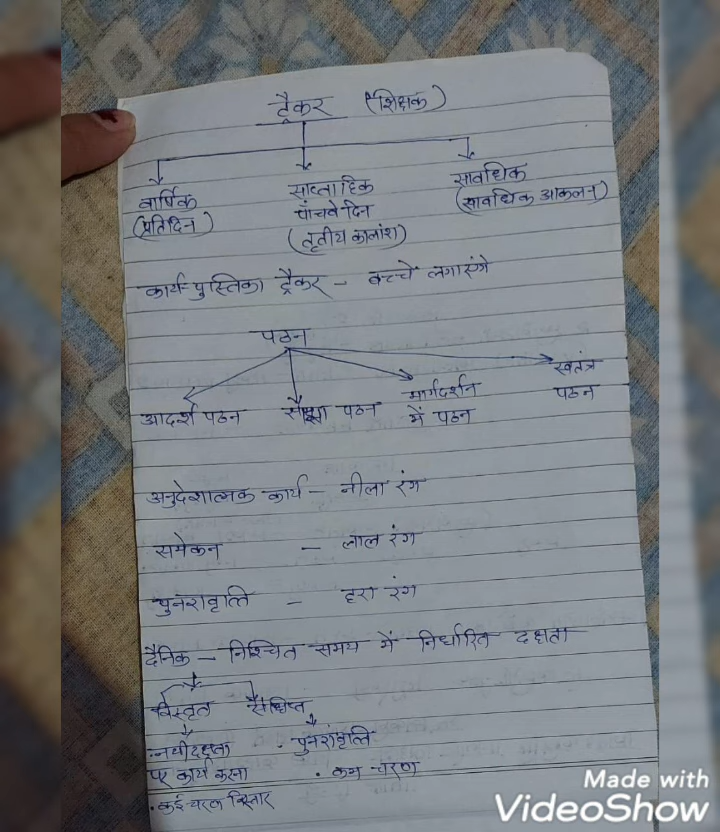 ट्रैकर (शिक्षक)
वार्षिक साप्ताहिक सावधिक
(प्रतिदिन) पाँचवे दिन (सावधिक आकलन)
(तृतीय कालांश)
कार्य पुस्तिका ट्रैकर - बच्चे लगाएंगे
पठन
आदर्श पठन साझा पठन मार्गदर्शन में पठन स्वतंत्र पठन
अनुदेशात्मक कार्य - नीला रंग
समेकन - लाल रंग
पुनरावृत्ति - हरा रंग
दैनिक - निश्चित समय में निर्धारित दक्षता
विस्तृत संक्षिप्त
. नयी दक्षता . पुनरावृत्ति
पर कार्य करना . कम चरण
. कई चरण विस्तार
Made with
VideoShow